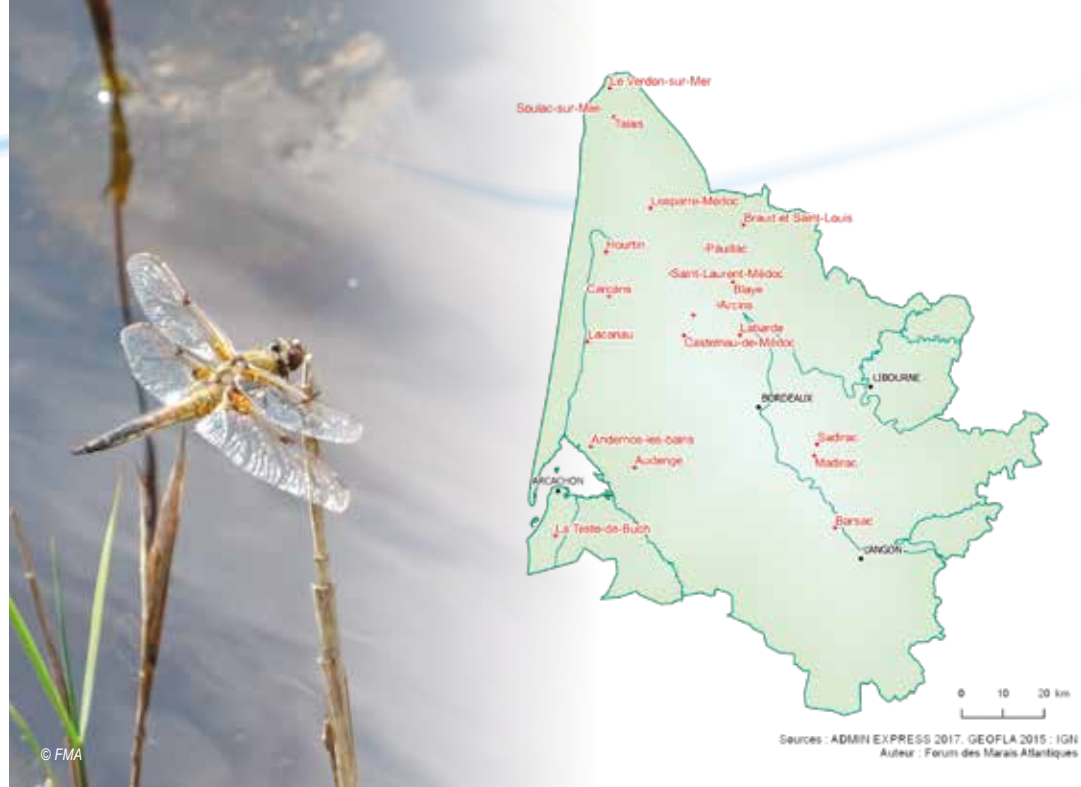 Le Verdon-sur-Mer
Soulac-sur-Mer
Talais
Lesparre-Médoc
Braud et Saint-Louis
Hourtin
Pauillac
Saint-Laurent-Médoc
Carcans
Blaye
Arcins
Lacanau
Labarde
Castelnau-de-Médoc
LIBOURNE
BORDEAUX
Andernos-les-bains
Sadirac
Audenge
Madirac
ARCACHON
Barsac
La Teste-de-Buch
LANGON
0 10 20 km
Sources : ADMIN EXPRESS 2017, GEOFLA 2015 : IGN
Auteur : Forum des Marais Atlantiques
© FMA